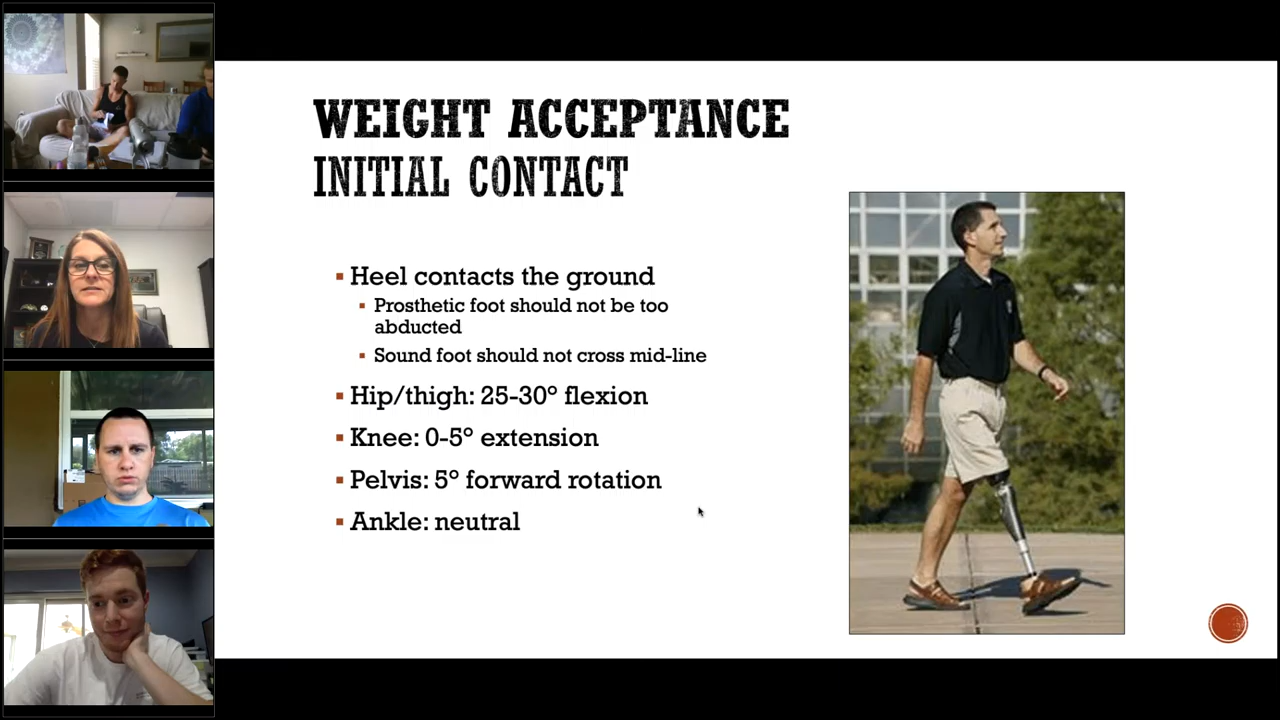 WEIGHT ACCEPTANCE
INITIAL CONTACT
▪ Heel contacts the ground
▪ Prosthetic foot should not be too
abducted
▪ Sound foot should not cross mid-line
▪ Hip/thigh: 25-30° flexion
▪ Knee: 0-5° extension
▪ Pelvis: 5° forward rotation
▪ Ankle: neutral